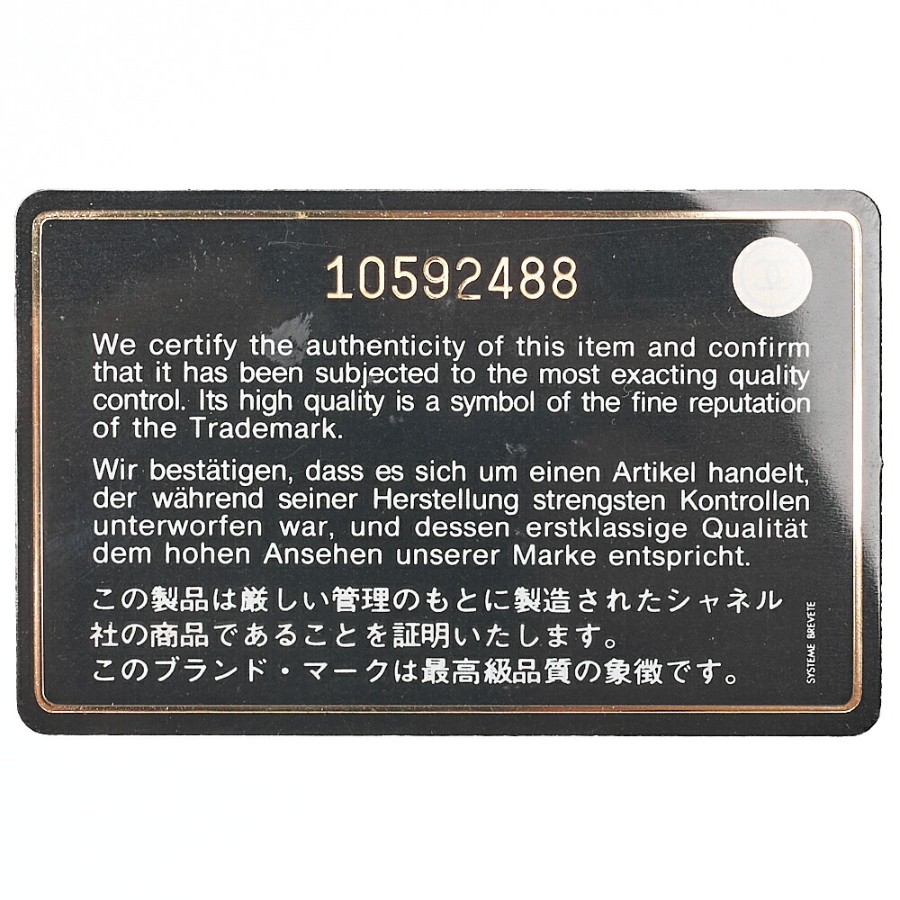 10592488
We certify the authenticity of this item and confirm
that it has been subjected to the most exacting quality
control. Its high quality is a symbol of the fine reputation
of the Trademark.
Wir bestätigen, dass es sich um einen Artikel handelt,
der während seiner Herstellung strengsten Kontrollen
unterworfen war, und dessen erstklassige Qualität
dem hohen Ansehen unserer Marke entspricht.
この製品は厳しい管理のもとに製造されたシャネル
社の商品であることを証明いたします。
このブランド・マークは最高級品質の象徴です。
SYSTEME BREVETE